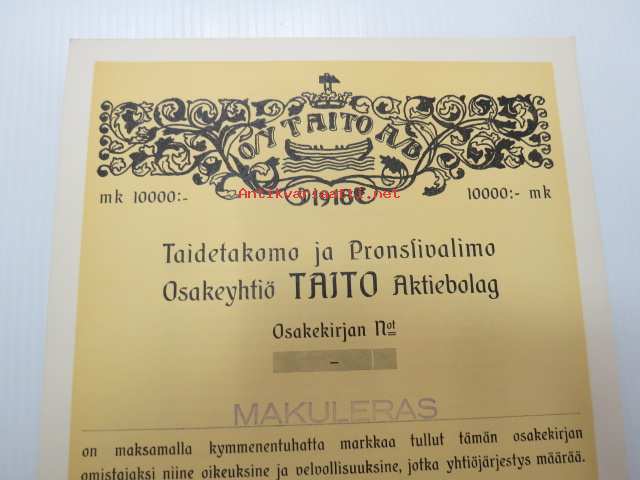 O/Y TAITO A/B
mk 10000:- 1918 10000:- mk
Antikvariaatti.net
Taidetakomo ja Pronssivalimo
Osakeyhtiö TAITO Aktiebolag
Osakekirjan Not
-
MAKULERAS
on maksamalla kymmenentuhatta markkaa tullut tämän osakekirjan
omistajaksi niine oikeuksine ja velvollisuuksine, jotka yhtiöjärjestys määrää.